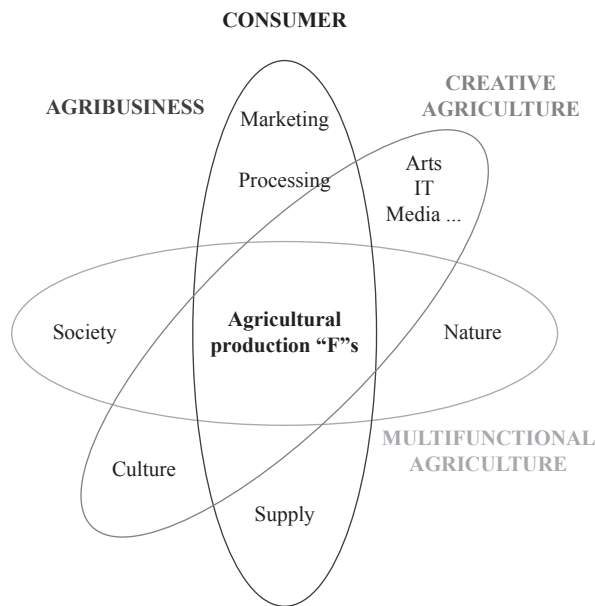 CONSUMER
AGRIBUSINESS
CREATIVE
AGRICULTURE
Marketing
Processing
Arts
IT
Media ...
Society
Agricultural
production “F”s
Nature
MULTIFUNCTIONAL
AGRICULTURE
Culture
Supply